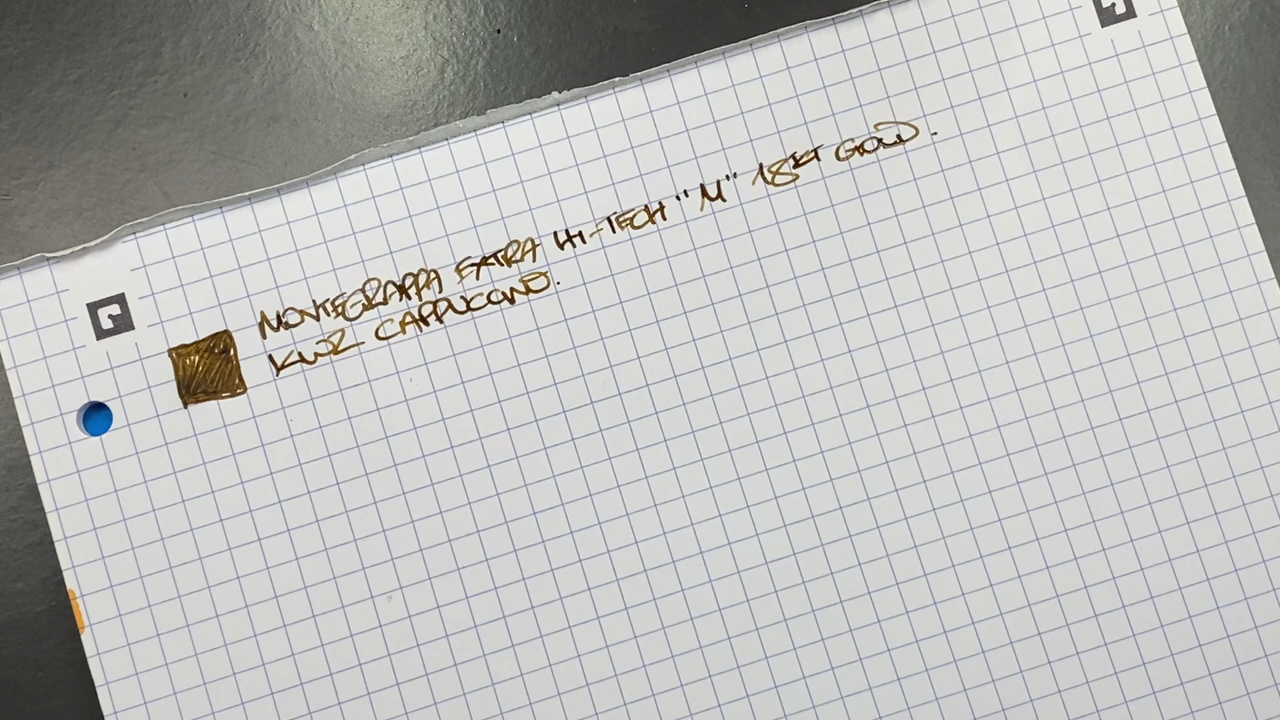 MONTEGRAPPA EXTRA Hi-TECH "M" 18KT GOLD.
KWZ CAPPUCCINO.